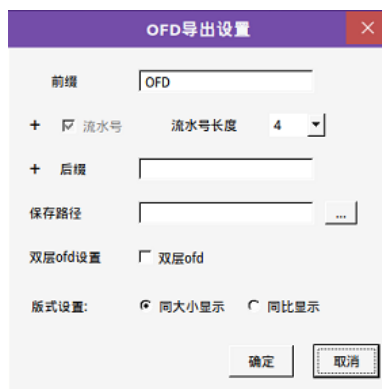 OFD导出设置
前缀 OFD
+ 流水号 流水号长度 4
+ 后缀
保存路径 ...
双层ofd设置 双层ofd
版式设置: 同大小显示 同比显示
确定 取消